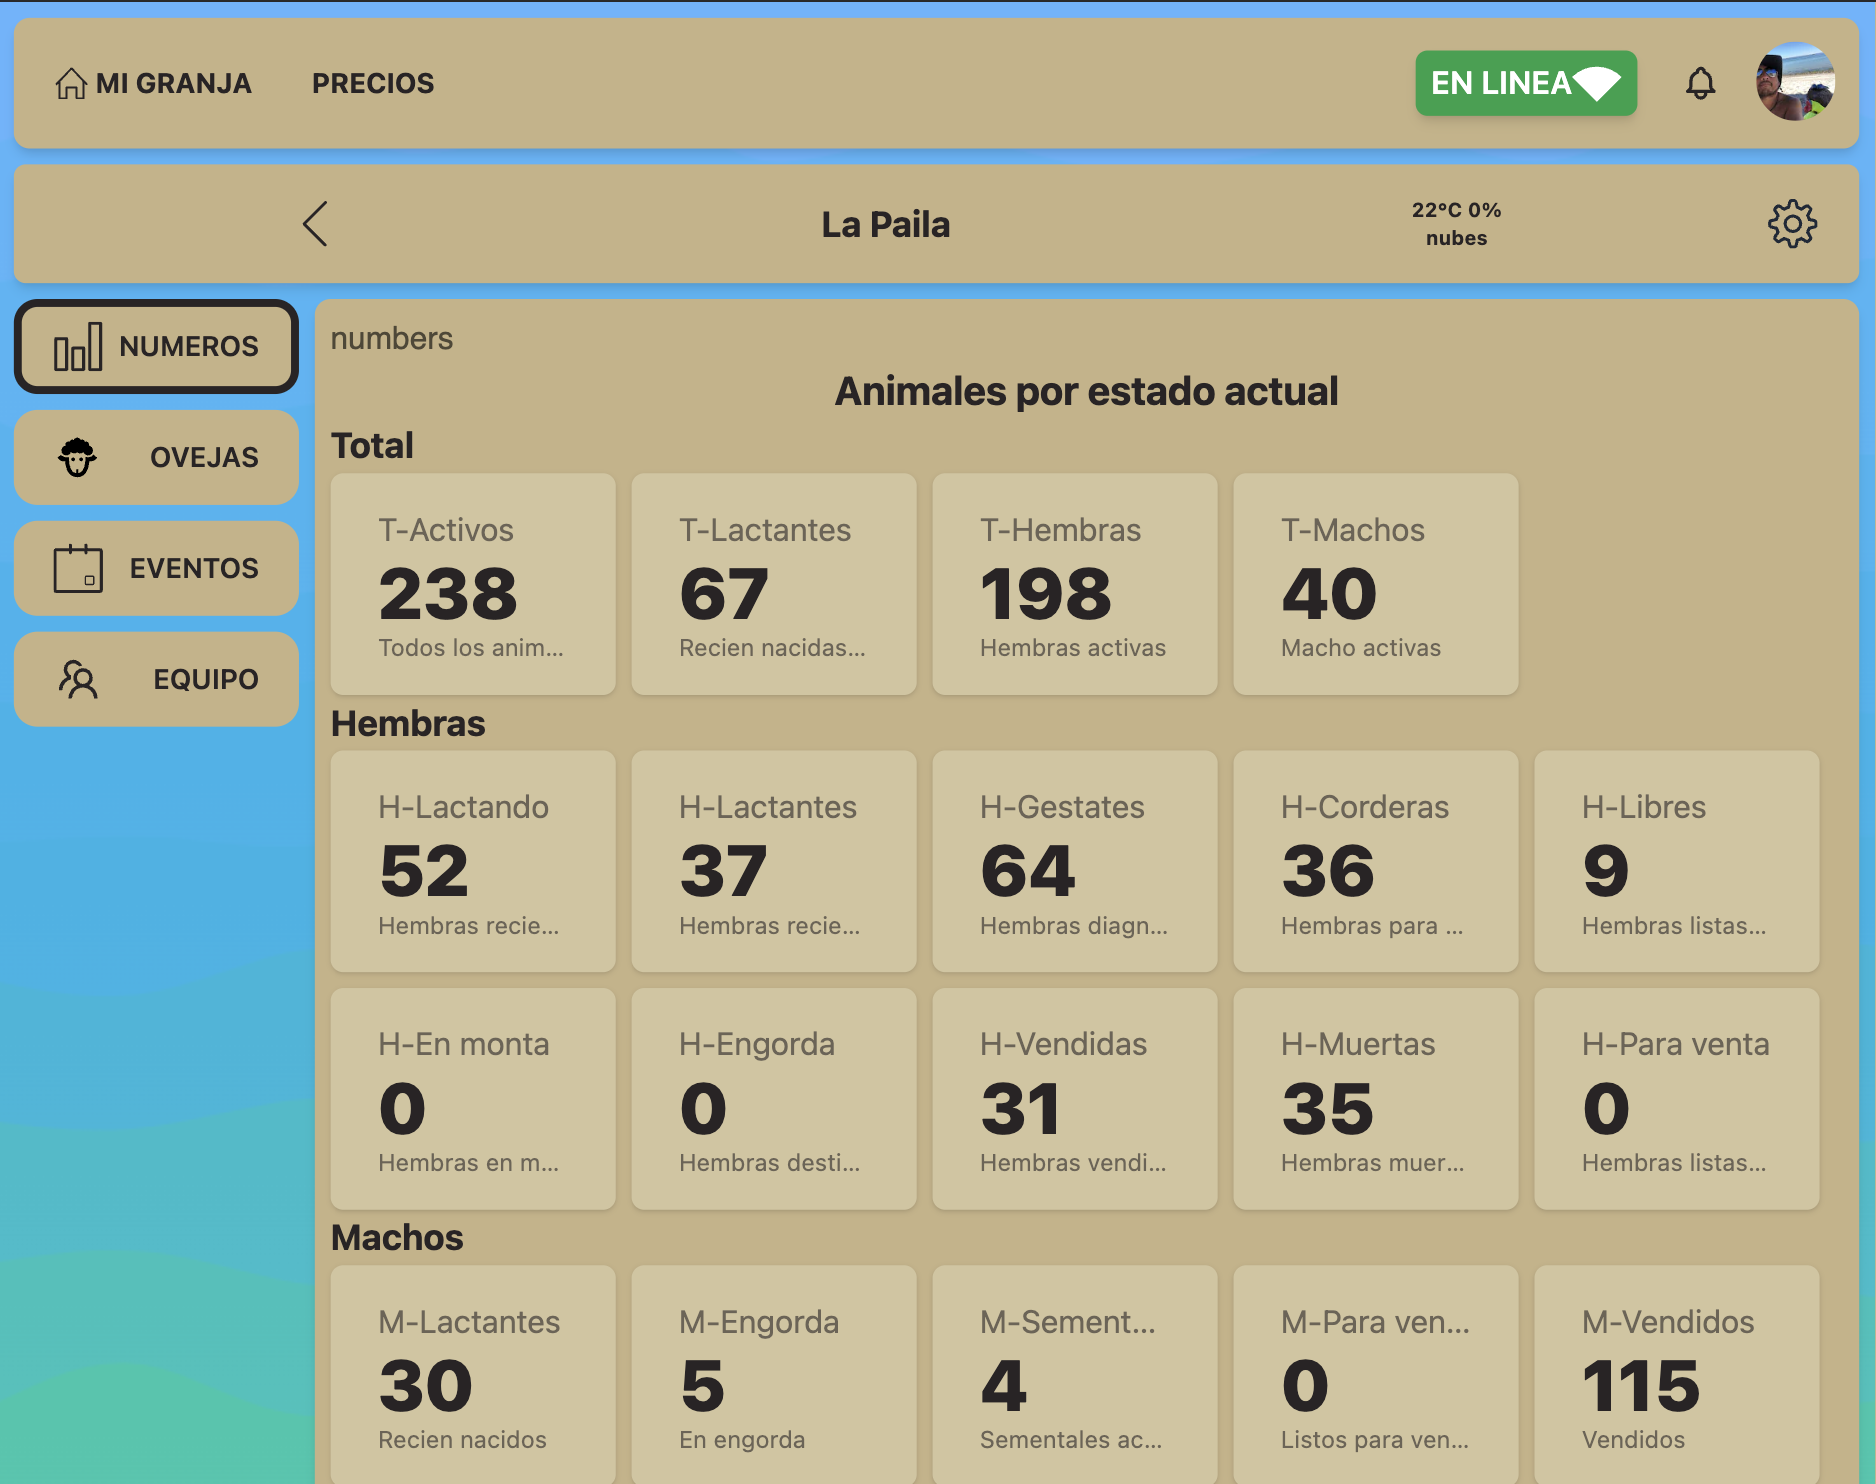 MI GRANJA
PRECIOS
EN LINEA
La Paila
22°C 0%
nubes
NUMEROS
OVEJAS
EVENTOS
EQUIPO
numbers
Animales por estado actual
Total
T-Activos
238
Todos los anim...
T-Lactantes
67
Recien nacidas...
T-Hembras
198
Hembras activas
T-Machos
40
Macho activas
Hembras
H-Lactando
52
Hembras recie...
H-Lactantes
37
Hembras recie...
H-Gestates
64
Hembras diagn...
H-Corderas
36
Hembras para ...
H-Libres
9
Hembras listas...
H-En monta
0
Hembras en m...
H-Engorda
0
Hembras desti...
H-Vendidas
31
Hembras vendi...
H-Muertas
35
Hembras muer...
H-Para venta
0
Hembras listas...
Machos
M-Lactantes
30
Recien nacidos
M-Engorda
5
En engorda
M-Sement...
4
Sementales ac...
M-Para ven...
0
Listos para ven...
M-Vendidos
115
Vendidos